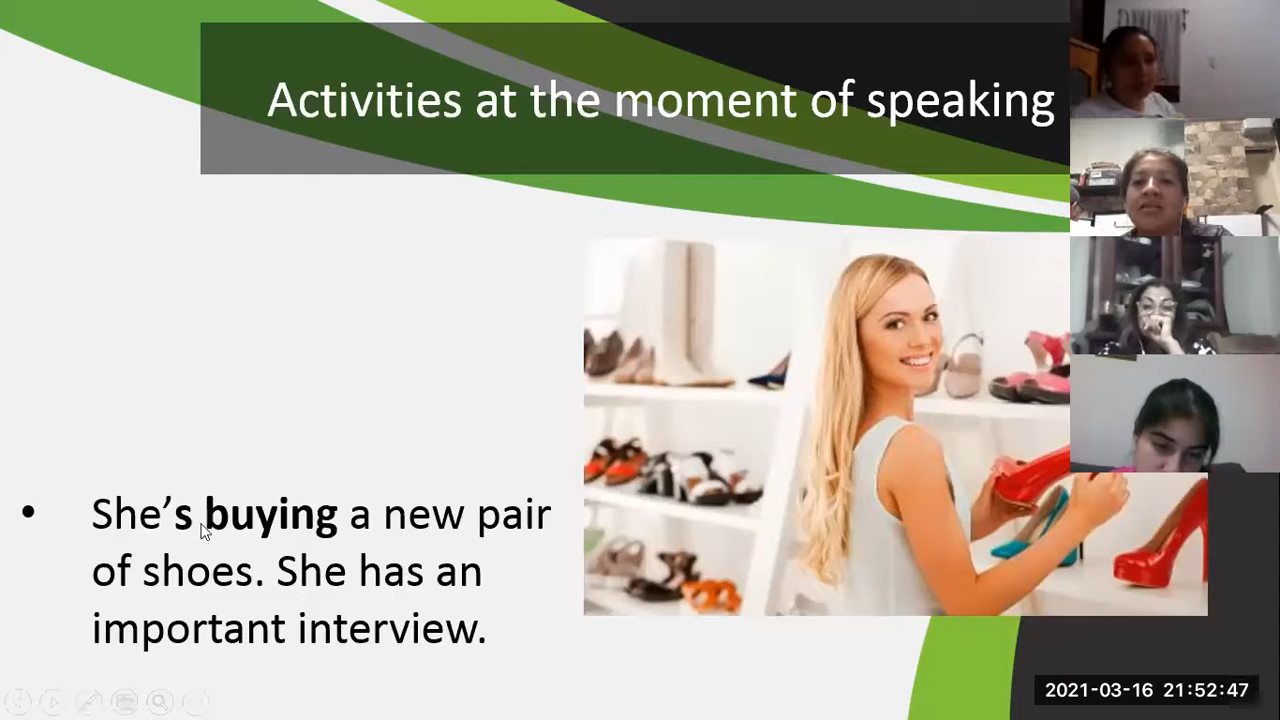 Activities at the moment of speaking
• She’s buying a new pair
of shoes. She has an
important interview.
2021-03-16 21:52:47